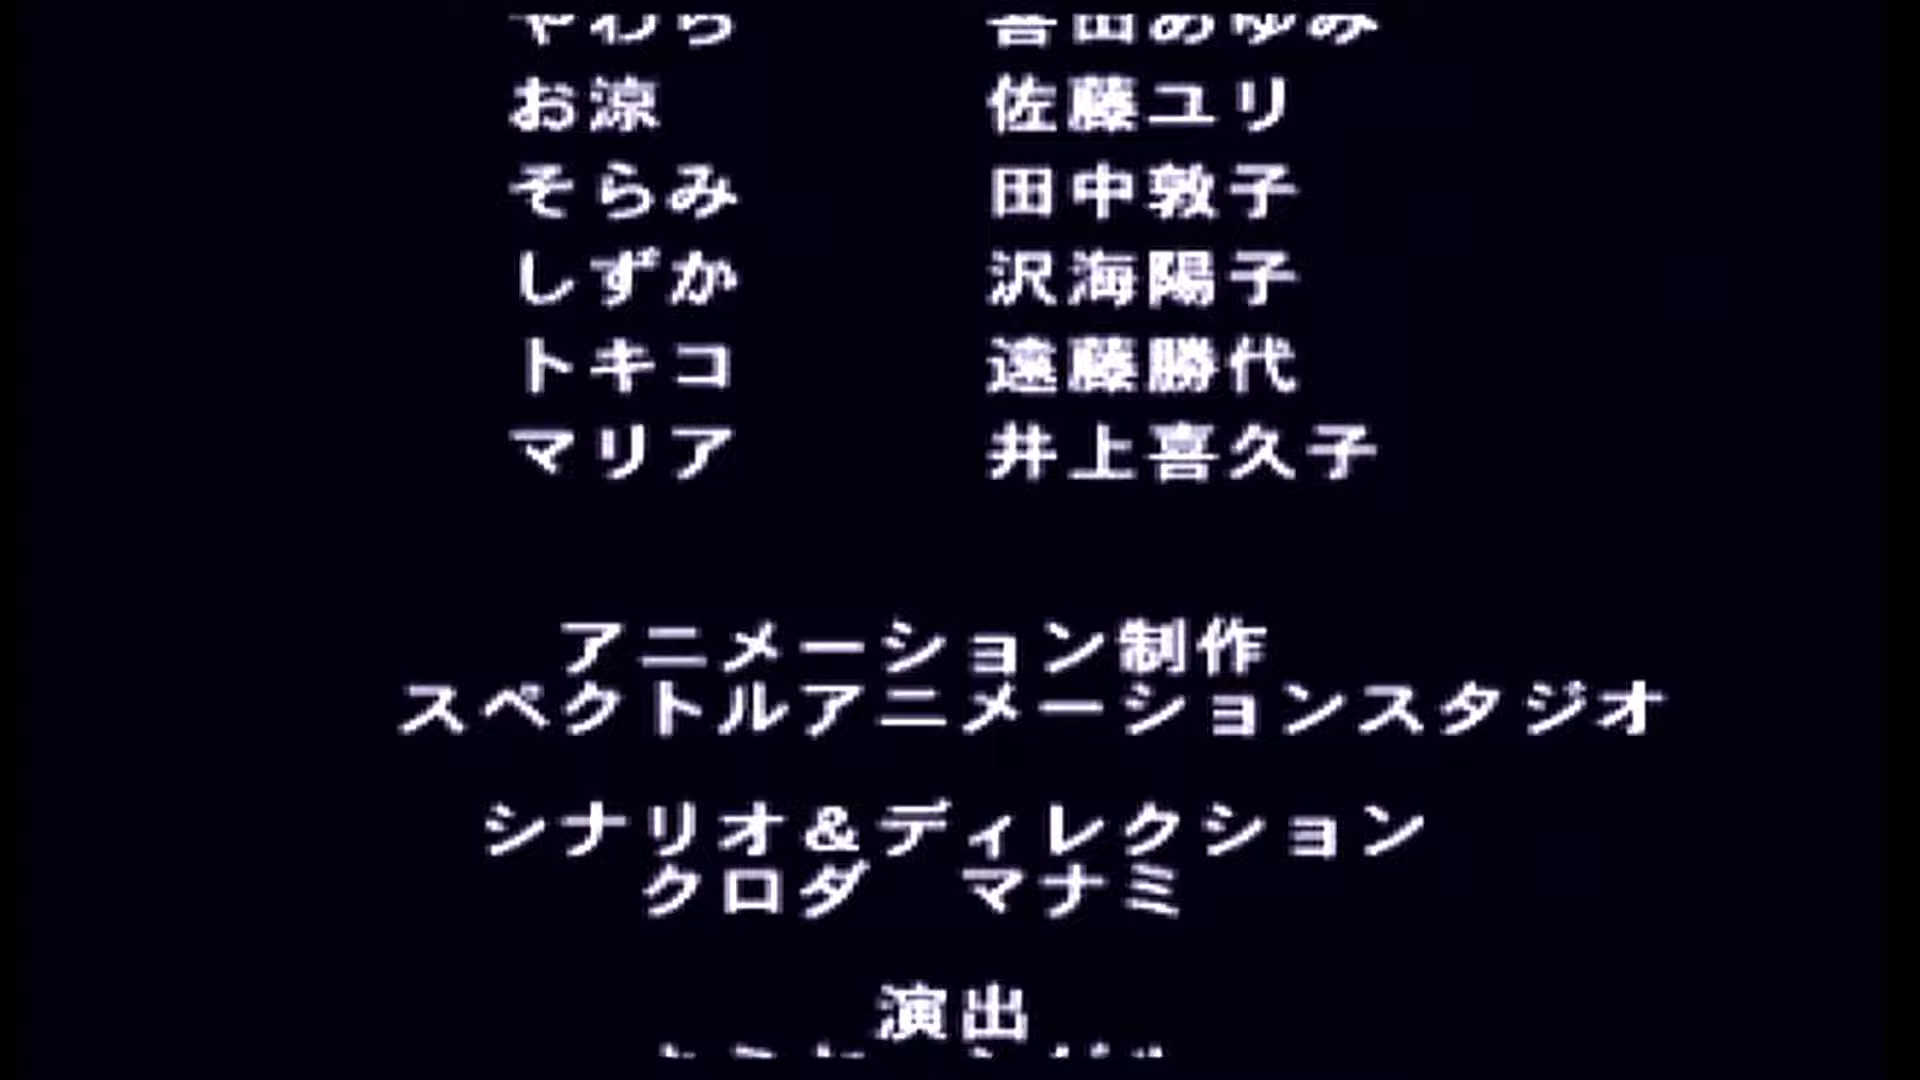 お涼 佐藤ユリ
そらみ 田中敦子
しずか 沢海陽子
トキコ 遠藤勝代
マリア 井上喜久子
アニメーション制作
スペクトルアニメーションスタジオ
シナリオ&ディレクション
クロダ マナミ
演出